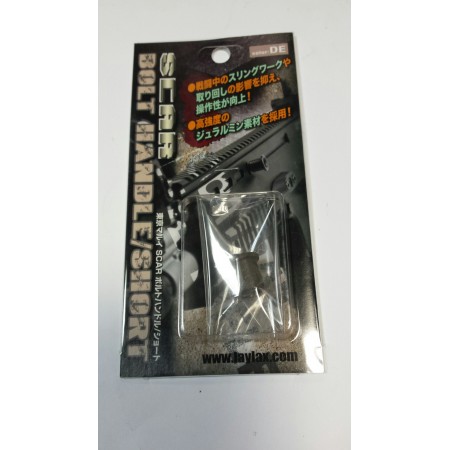 color DE
●戦闘中のスリングワークや
取り回しの影響を抑え、
操作性が向上!
●高強度の
ジュラルミン素材を採用!
SCAR
BOLT HANDLE/SHORT
東京マルイ SCAR ボルトハンドル/ショート
www.laylax.com